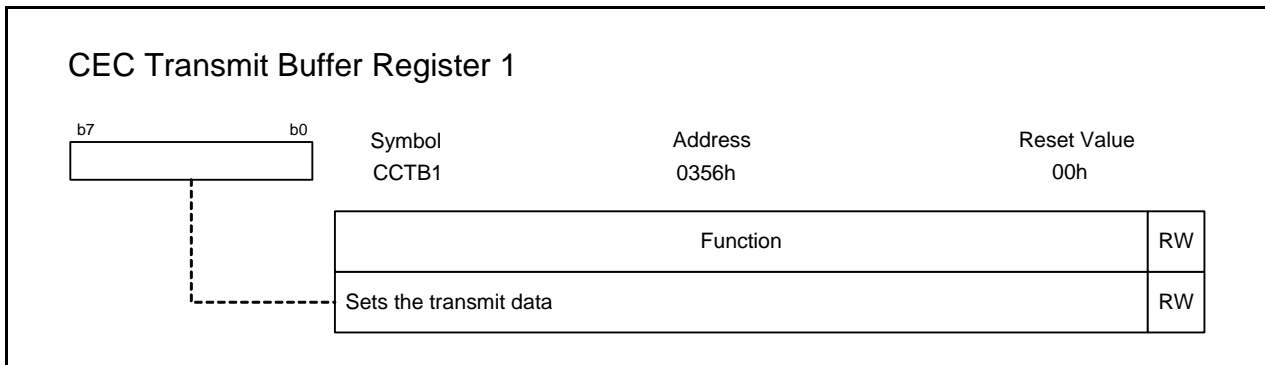 CEC Transmit Buffer Register 1
b7 b0
Symbol Address Reset Value
CCTB1 0356h 00h
Function RW
Sets the transmit data RW